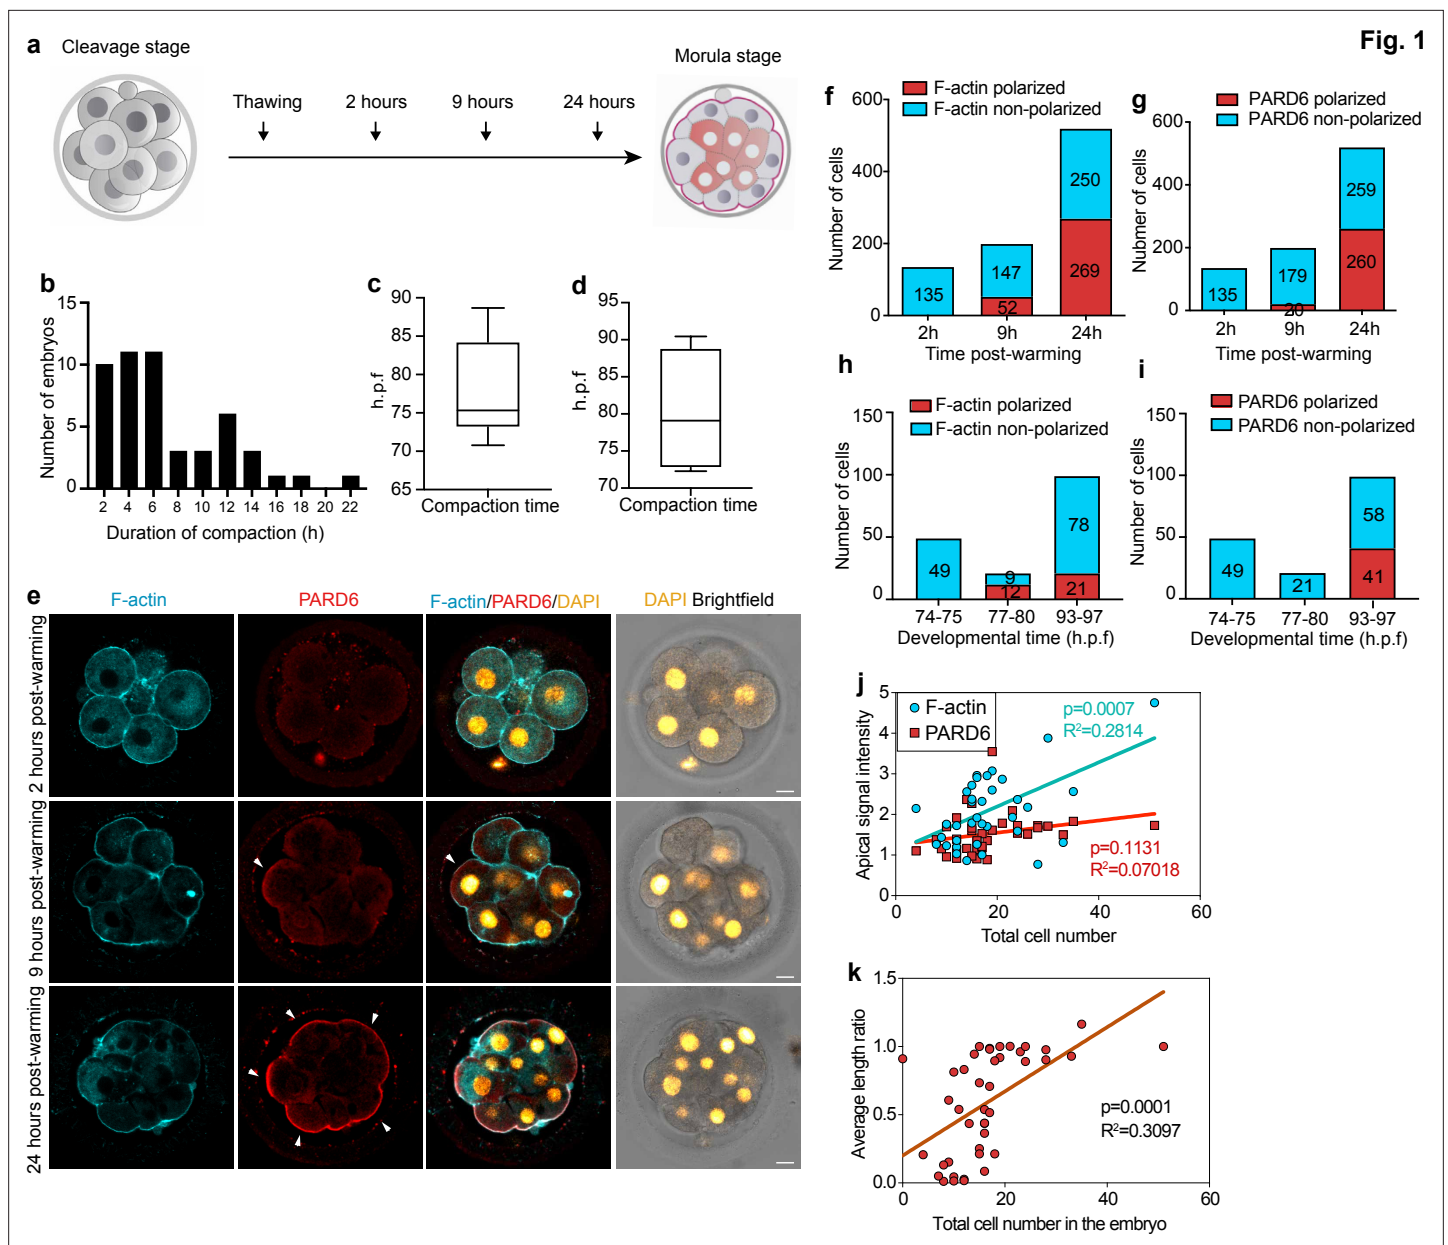 Fig. 1
a
Cleavage stage
Morula stage
Thawing
2 hours
9 hours
24 hours
b
Number of embryos
15
10
5
0
2
4
6
8
10
12
14
16
18
20
22
Duration of compaction (h)
c
h.p.f
90
85
80
75
70
65
Compaction time
d
h.p.f
95
90
85
80
75
70
Compaction time
e
F-actin
PARD6
F-actin/PARD6/DAPI
DAPI Brightfield
2 hours post-warming
9 hours post-warming
24 hours post-warming
f
F-actin polarized
F-actin non-polarized
Number of cells
600
400
200
0
135
147
52
250
269
2h
9h
24h
Time post-warming
g
PARD6 polarized
PARD6 non-polarized
Nubmer of cells
600
400
200
0
135
179
20
259
260
2h
9h
24h
Time post-warming
h
F-actin polarized
F-actin non-polarized
Number of cells
150
100
50
0
49
9
12
78
21
74-75
77-80
93-97
Developmental time (h.p.f)
i
PARD6 polarized
PARD6 non-polarized
Number of cells
150
100
50
0
49
21
58
41
74-75
77-80
93-97
Developmental time (h.p.f)
j
F-actin
PARD6
p=0.0007
R²=0.2814
p=0.1131
R²=0.07018
Apical signal intensity
5
4
3
2
1
0
0
20
40
60
Total cell number
k
Average length ratio
1.5
1.0
0.5
0.0
p=0.0001
R²=0.3097
0
20
40
60
Total cell number in the embryo